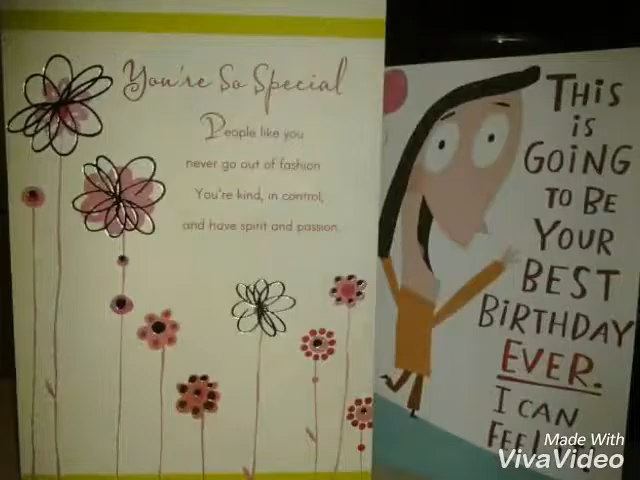 You're So Special
People like you
never go out of fashion
You're kind, in control,
and have spirit and passion
THIS
is
GOING
TO BE
YOUR
BEST
BIRTHDAY
EVER.
I CAN
Made With
VivaVideo